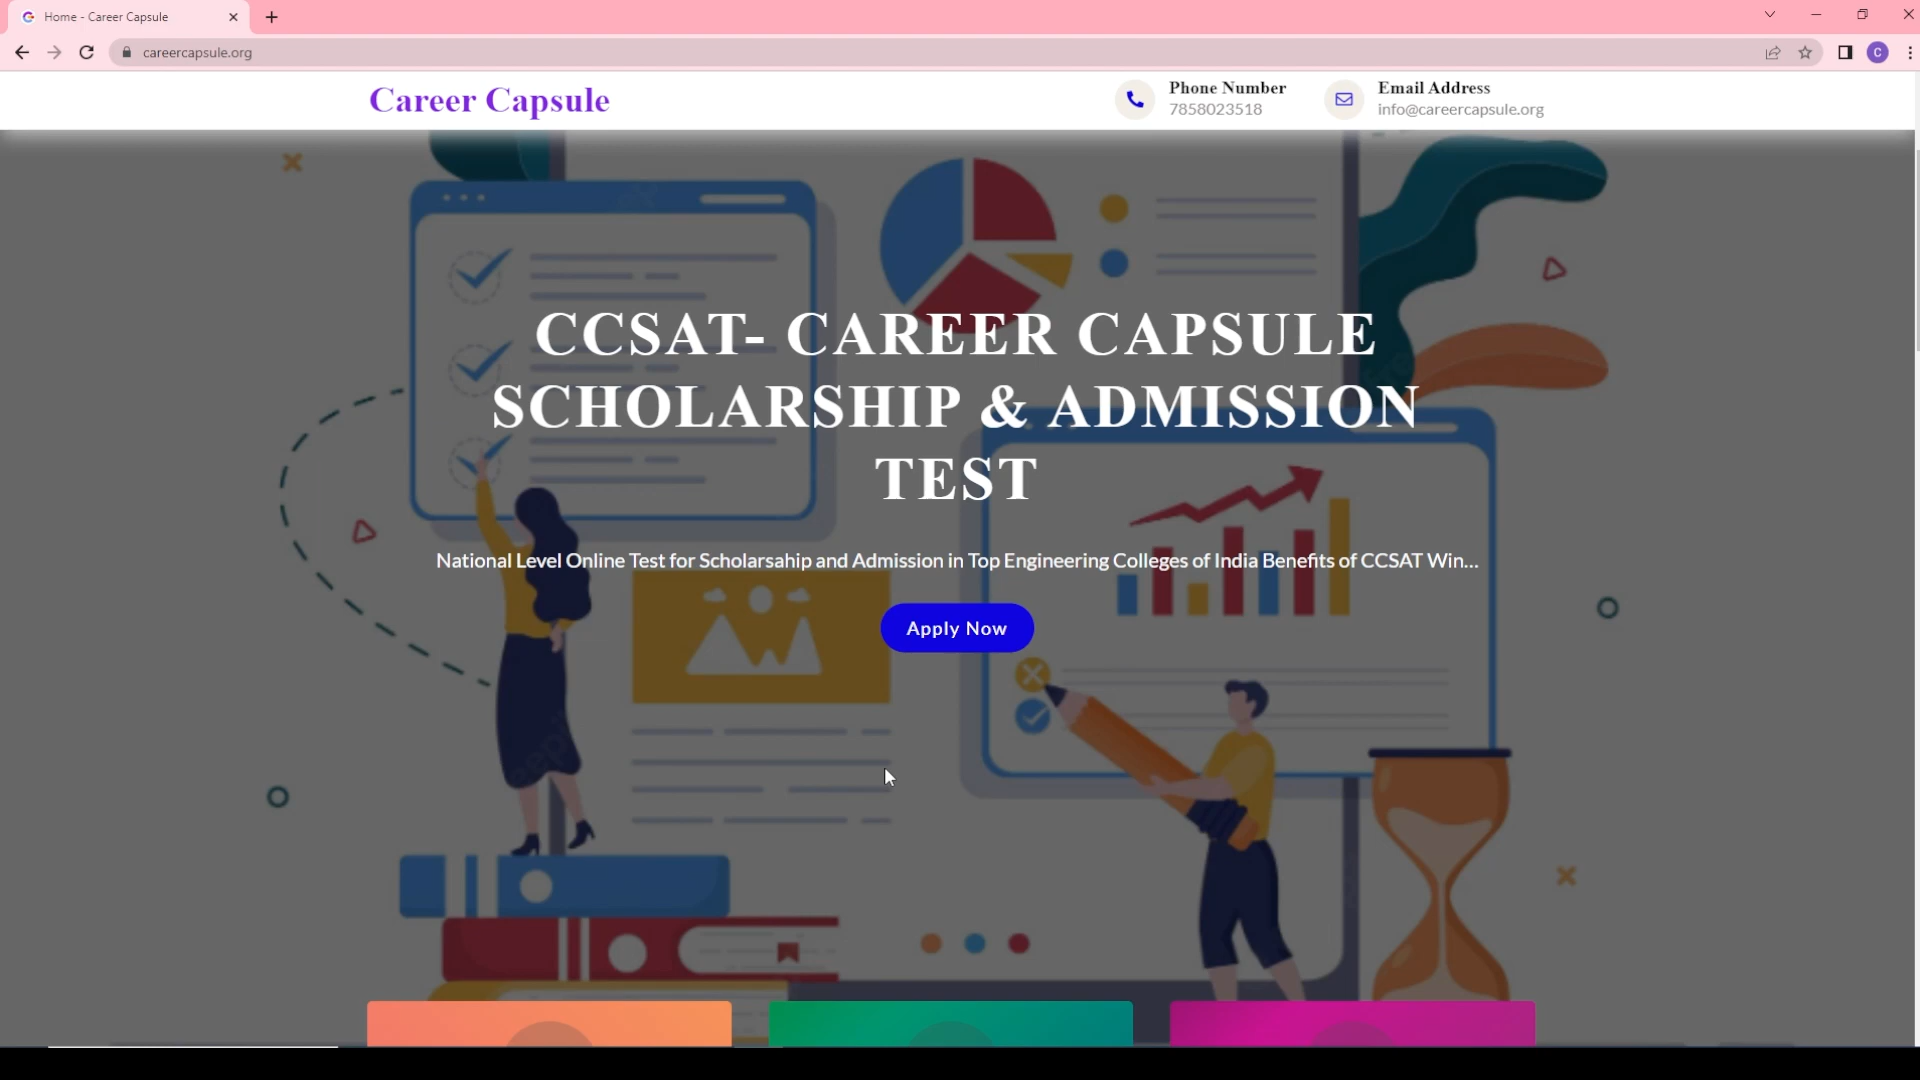 Home - Career Capsule
careercapsule.org
C
Career Capsule
Phone Number
7858023518
Email Address
info@careercapsule.org
CCSAT- CAREER CAPSULE
SCHOLARSHIP & ADMISSION
TEST
National Level Online Test for Scholarsahip and Admission in Top Engineering Colleges of India Benefits of CCSAT Win...
Apply Now